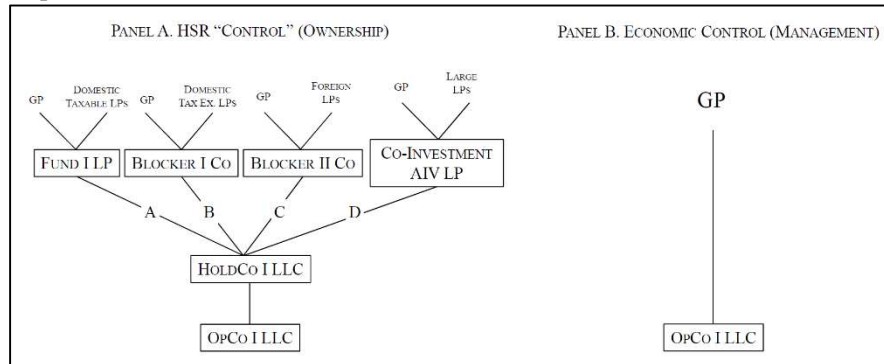 PANEL A. HSR “CONTROL” (OWNERSHIP)
PANEL B. ECONOMIC CONTROL (MANAGEMENT)
GP
DOMESTIC
TAXABLE LPS
GP
DOMESTIC
TAX EX. LPS
GP
FOREIGN
LPS
GP
LARGE
LPS
FUND I LP
BLOCKER I CO
BLOCKER II CO
CO-INVESTMENT
AIV LP
A
B
C
D
HOLDCO I LLC
OPCO I LLC
GP
OPCO I LLC